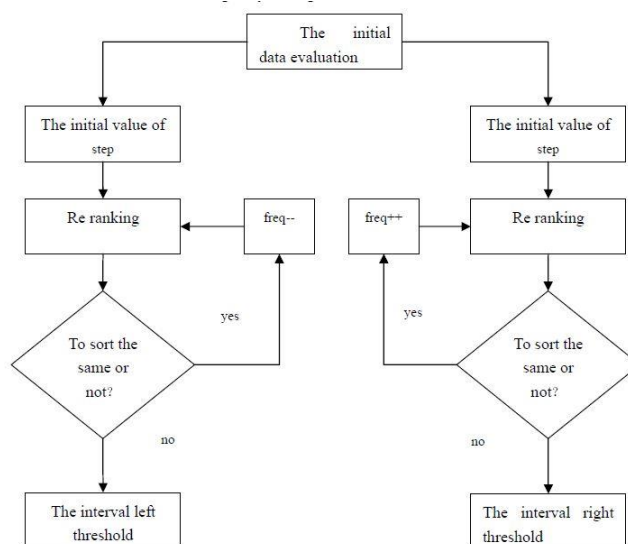 The initial
data evaluation
The initial value of
step
The initial value of
step
Re ranking
freq--
freq++
Re ranking
yes
yes
To sort the
same or
not?
To sort the
same or
not?
no
no
The interval left
threshold
The interval right
threshold